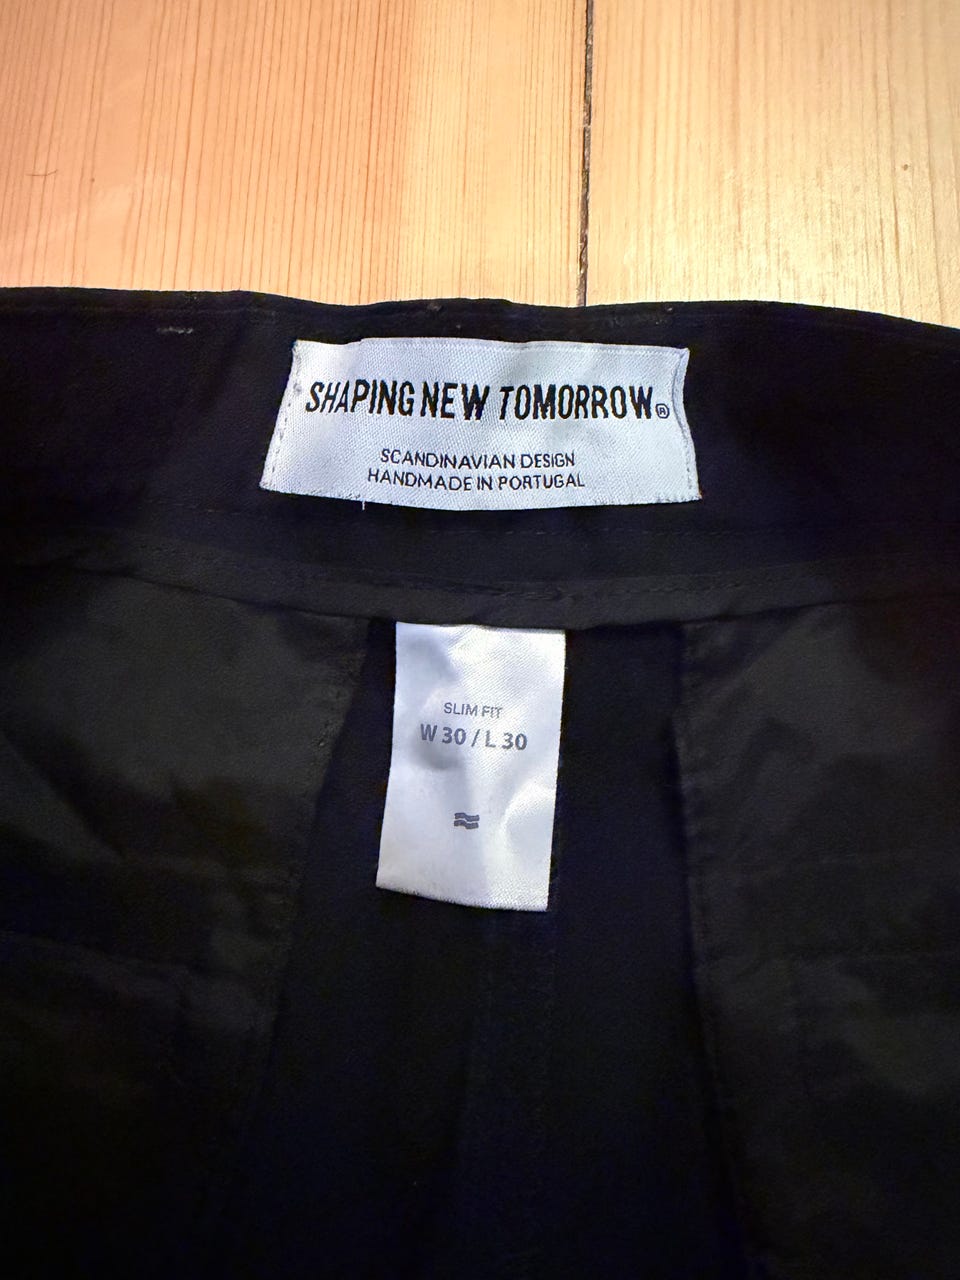 SHAPING NEW TOMORROW®
SCANDINAVIAN DESIGN
HANDMADE IN PORTUGAL
SLIM FIT
W 30 / L 30